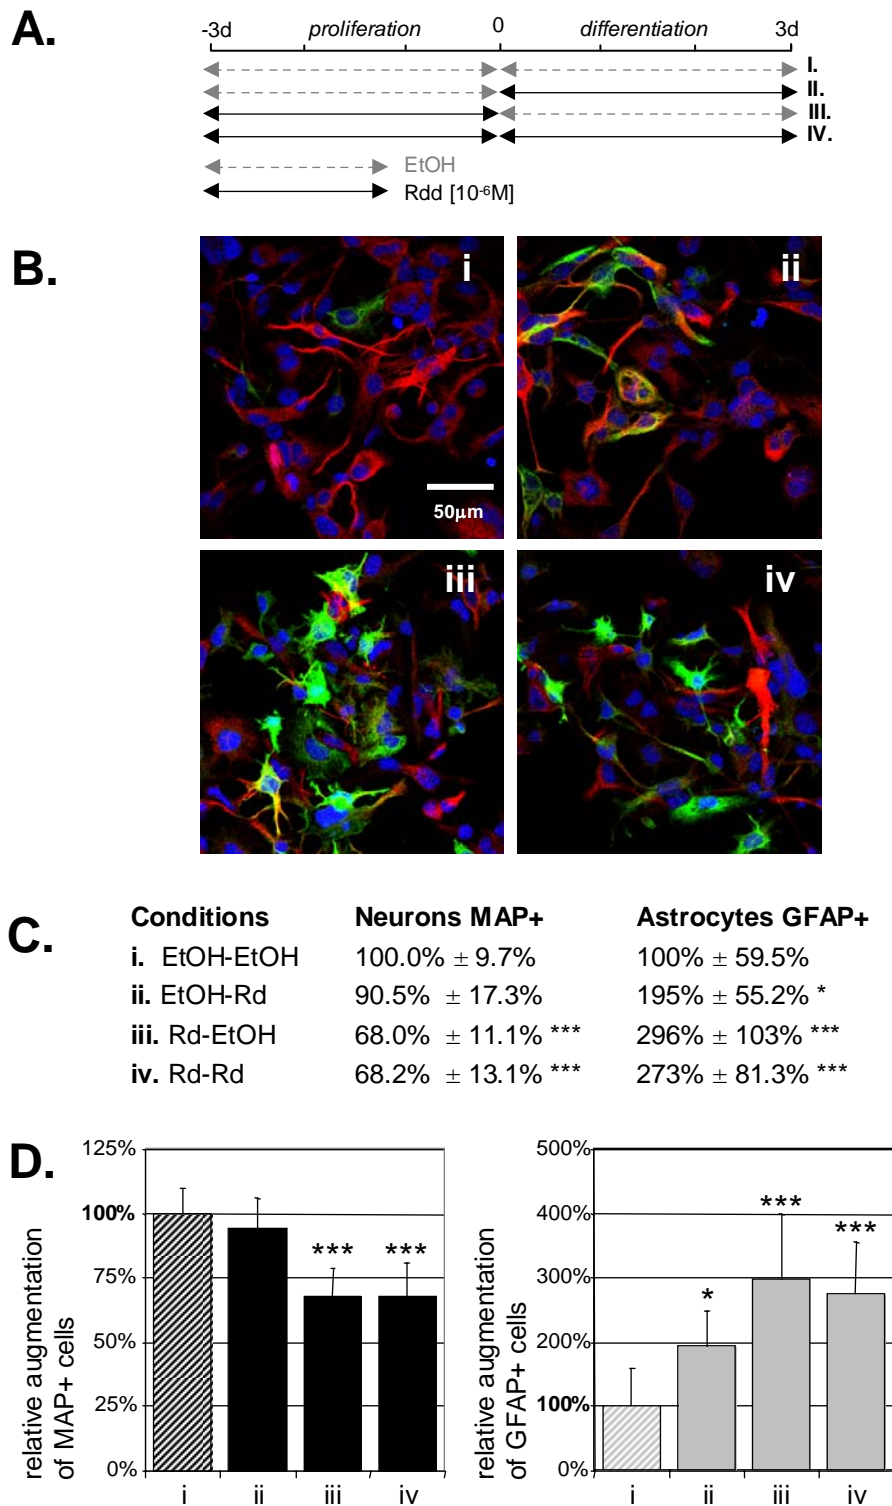 A.
-3d proliferation 0 differentiation 3d
I.
II.
III.
IV.
EtOH
Rdd [10-6M]
B.
i
ii
50µm
iii
iv
C.
Conditions Neurons MAP+ Astrocytes GFAP+
i. EtOH-EtOH 100.0% ± 9.7% 100% ± 59.5%
ii. EtOH-Rd 90.5% ± 17.3% 195% ± 55.2% *
iii. Rd-EtOH 68.0% ± 11.1% *** 296% ± 103% ***
iv. Rd-Rd 68.2% ± 13.1% *** 273% ± 81.3% ***
D.
relative augmentation
of MAP+ cells
125%
100%
75%
50%
25%
0%
*** ***
i ii iii iv
relative augmentation
of GFAP+ cells
500%
400%
300%
200%
100%
0%
* *** ***
i ii iii iv